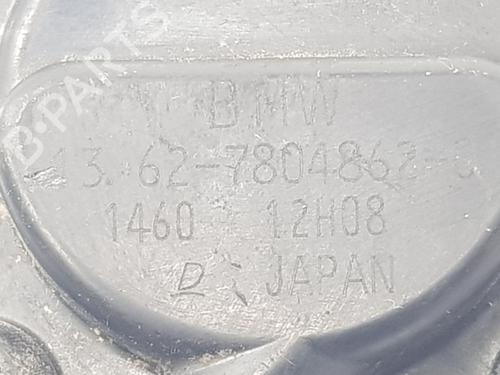 B-PARTS
BMW
13.62-7804862-
1460 12H08
D JAPAN